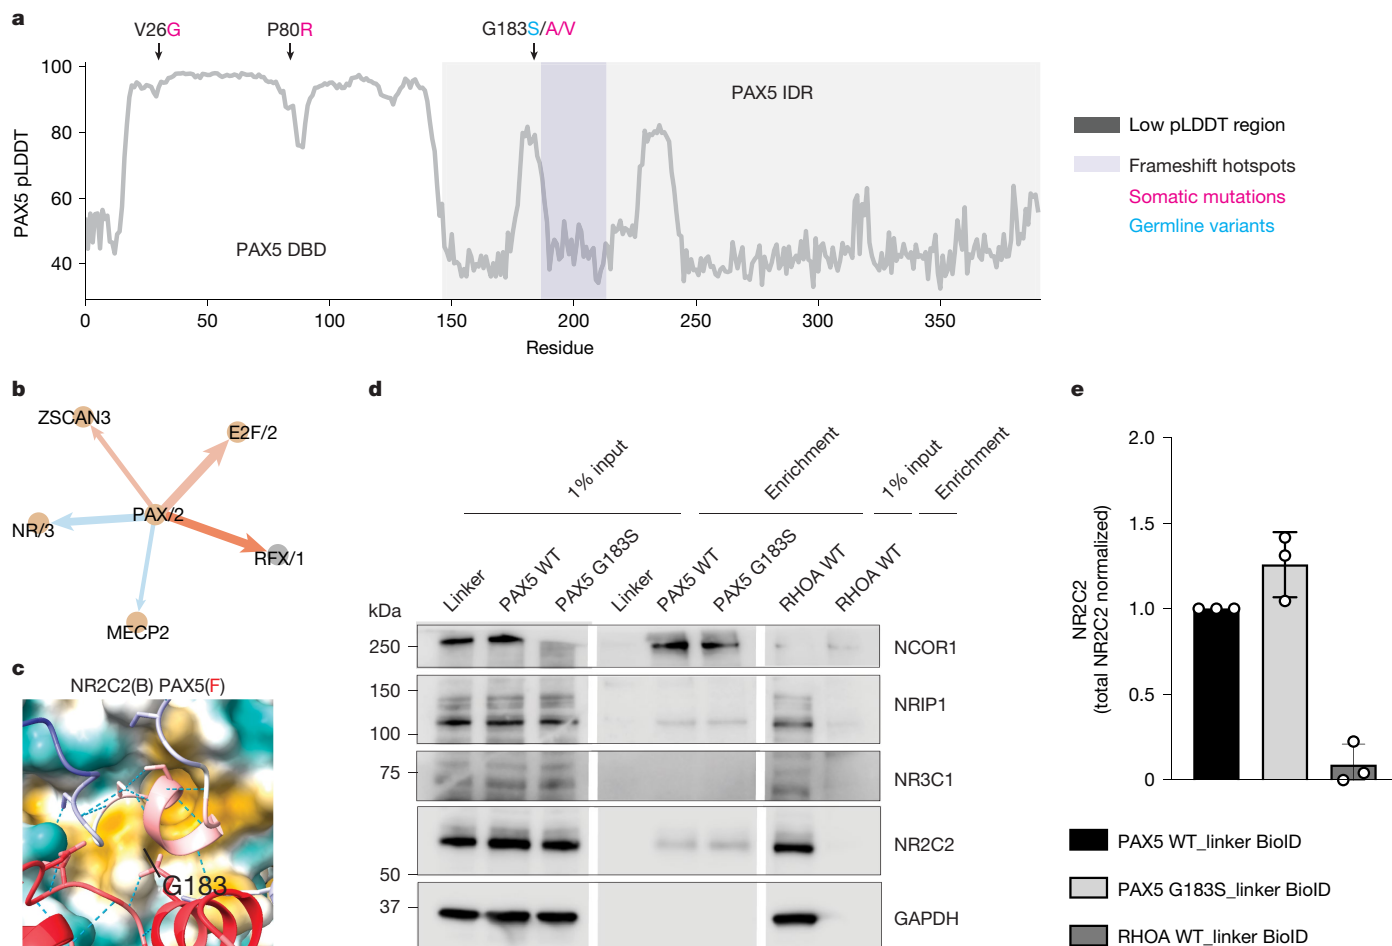 a
V26G
P80R
G183S/A/V
100
80
60
40
PAX5 pLDDT
PAX5 DBD
PAX5 IDR
0
50
100
150
200
250
300
350
Residue
Low pLDDT region
Frameshift hotspots
Somatic mutations
Germline variants
b
ZSCAN3
E2F/2
PAX/2
NR/3
RFX/1
MECP2
c
NR2C2(B) PAX5(F)
G183
d
1% input
Enrichment
1% input
Enrichment
kDa
Linker
PAX5 WT
PAX5 G183S
Linker
PAX5 WT
PAX5 G183S
RHOA WT
RHOA WT
250
NCOR1
150
100
NRIP1
75
NR3C1
NR2C2
50
37
GAPDH
e
2.0
1.5
1.0
0.5
0
NR2C2
(total NR2C2 normalized)
PAX5 WT_linker BioID
PAX5 G183S_linker BioID
RHOA WT_linker BioID